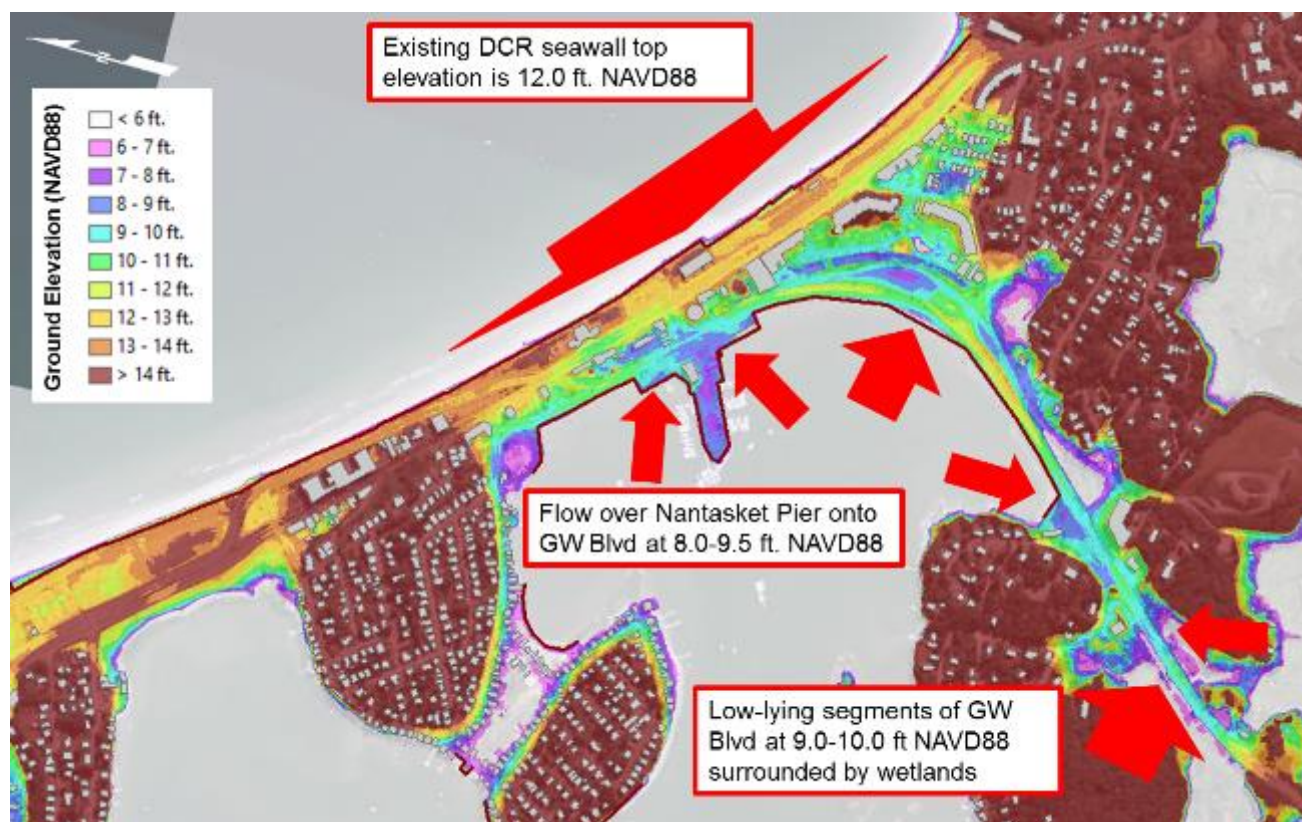 Existing DCR seawall top
elevation is 12.0 ft. NAVD88
N
Ground Elevation (NAVD88)
< 6 ft.
6 - 7 ft.
7 - 8 ft.
8 - 9 ft.
9 - 10 ft.
10 - 11 ft.
11 - 12 ft.
12 - 13 ft.
13 - 14 ft.
> 14 ft.
Flow over Nantasket Pier onto
GW Blvd at 8.0-9.5 ft. NAVD88
Low-lying segments of GW
Blvd at 9.0-10.0 ft NAVD88
surrounded by wetlands